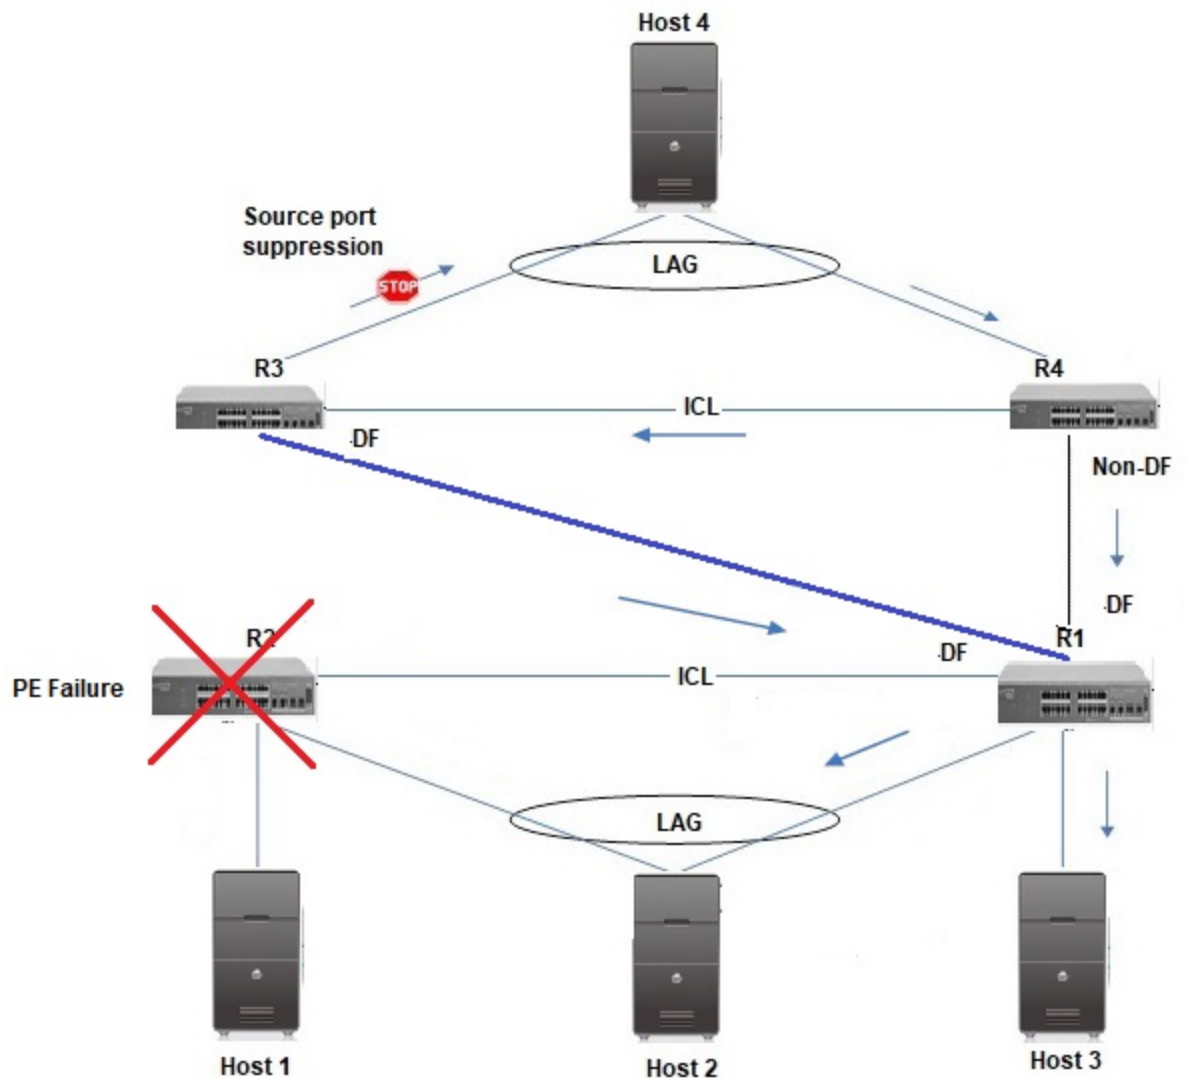 Host 4
Source port
suppression
STOP
LAG
R3
R4
ICL
.DF
Non-DF
.DF
R2
R1
.DF
PE Failure
ICL
LAG
Host 1
Host 2
Host 3